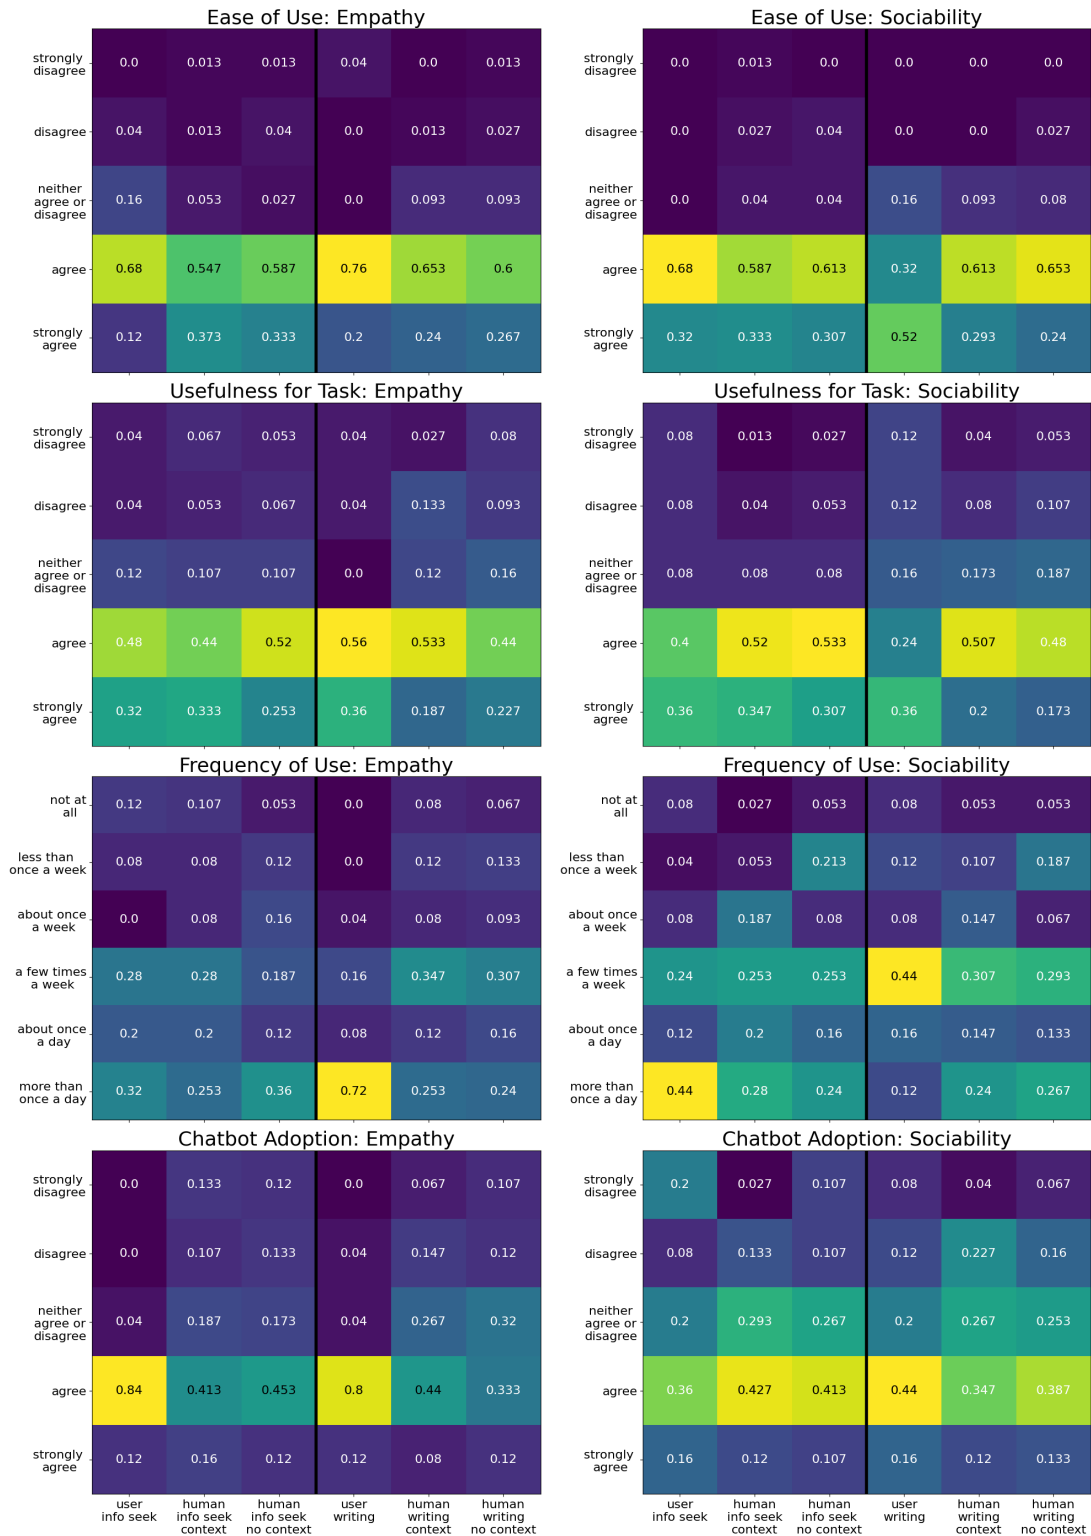 Ease of Use: Empathy
strongly
disagree
0.0 0.013 0.013 0.04 0.0 0.013
disagree
0.04 0.013 0.04 0.0 0.013 0.027
neither
agree or
disagree
0.16 0.053 0.027 0.0 0.093 0.093
agree
0.68 0.547 0.587 0.76 0.653 0.6
strongly
agree
0.12 0.373 0.333 0.2 0.24 0.267
Ease of Use: Sociability
strongly
disagree
0.0 0.013 0.0 0.0 0.0 0.0
disagree
0.0 0.027 0.04 0.0 0.0 0.027
neither
agree or
disagree
0.0 0.04 0.04 0.16 0.093 0.08
agree
0.68 0.587 0.613 0.32 0.613 0.653
strongly
agree
0.32 0.333 0.307 0.52 0.293 0.24
Usefulness for Task: Empathy
strongly
disagree
0.04 0.067 0.053 0.04 0.027 0.08
disagree
0.04 0.053 0.067 0.04 0.133 0.093
neither
agree or
disagree
0.12 0.107 0.107 0.0 0.12 0.16
agree
0.48 0.44 0.52 0.56 0.533 0.44
strongly
agree
0.32 0.333 0.253 0.36 0.187 0.227
Usefulness for Task: Sociability
strongly
disagree
0.08 0.013 0.027 0.12 0.04 0.053
disagree
0.08 0.04 0.053 0.12 0.08 0.107
neither
agree or
disagree
0.08 0.08 0.08 0.16 0.173 0.187
agree
0.4 0.52 0.533 0.24 0.507 0.48
strongly
agree
0.36 0.347 0.307 0.36 0.2 0.173
Frequency of Use: Empathy
not at
all
0.12 0.107 0.053 0.0 0.08 0.067
less than
once a week
0.08 0.08 0.12 0.0 0.12 0.133
about once
a week
0.0 0.08 0.16 0.04 0.08 0.093
a few times
a week
0.28 0.28 0.187 0.16 0.347 0.307
about once
a day
0.2 0.2 0.12 0.08 0.12 0.16
more than
once a day
0.32 0.253 0.36 0.72 0.253 0.24
Frequency of Use: Sociability
not at
all
0.08 0.027 0.053 0.08 0.053 0.053
less than
once a week
0.04 0.053 0.213 0.12 0.107 0.187
about once
a week
0.08 0.187 0.08 0.08 0.147 0.067
a few times
a week
0.24 0.253 0.253 0.44 0.307 0.293
about once
a day
0.12 0.2 0.16 0.16 0.147 0.133
more than
once a day
0.44 0.28 0.24 0.12 0.24 0.267
Chatbot Adoption: Empathy
strongly
disagree
0.0 0.133 0.12 0.0 0.067 0.107
disagree
0.0 0.107 0.133 0.04 0.147 0.12
neither
agree or
disagree
0.04 0.187 0.173 0.04 0.267 0.32
agree
0.84 0.413 0.453 0.8 0.44 0.333
strongly
agree
0.12 0.16 0.12 0.12 0.08 0.12
user human human user human human
info seek info seek info seek writing writing writing
context no context context no context
Chatbot Adoption: Sociability
strongly
disagree
0.2 0.027 0.107 0.08 0.04 0.067
disagree
0.08 0.133 0.107 0.12 0.227 0.16
neither
agree or
disagree
0.2 0.293 0.267 0.2 0.267 0.253
agree
0.36 0.427 0.413 0.44 0.347 0.387
strongly
agree
0.16 0.12 0.107 0.16 0.12 0.133
user human human user human human
info seek info seek info seek writing writing writing
context no context context no context